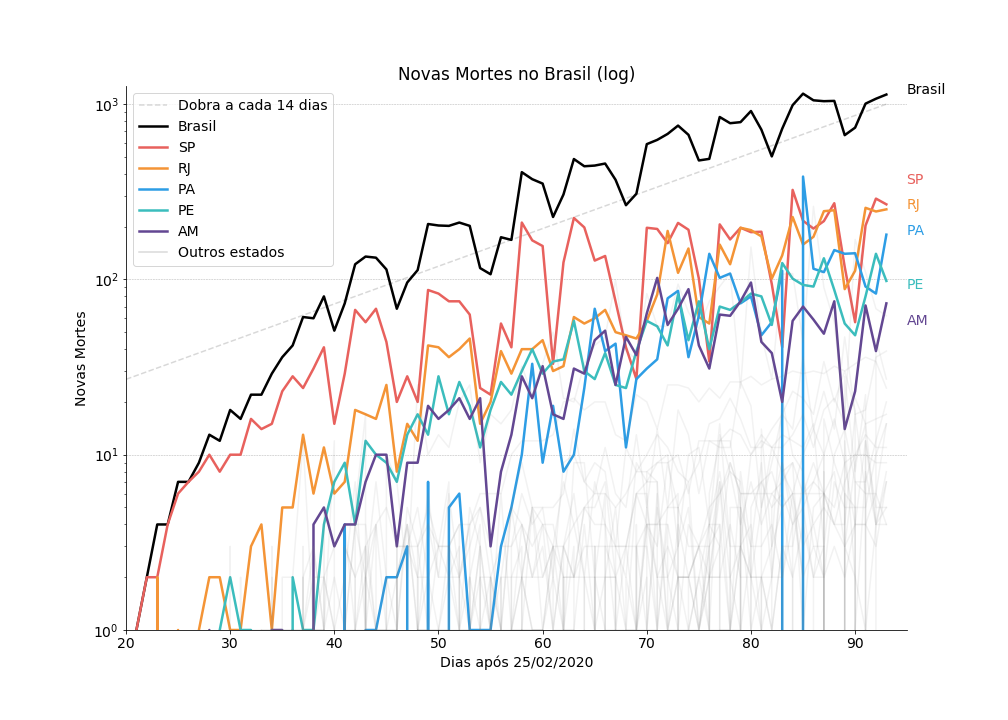 Novas Mortes no Brasil (log)
Dobra a cada 14 dias
Brasil
SP
RJ
PA
PE
AM
Outros estados
Novas Mortes
10³
10²
10¹
10⁰
20 30 40 50 60 70 80 90
Dias após 25/02/2020
Brasil
SP
RJ
PA
PE
AM